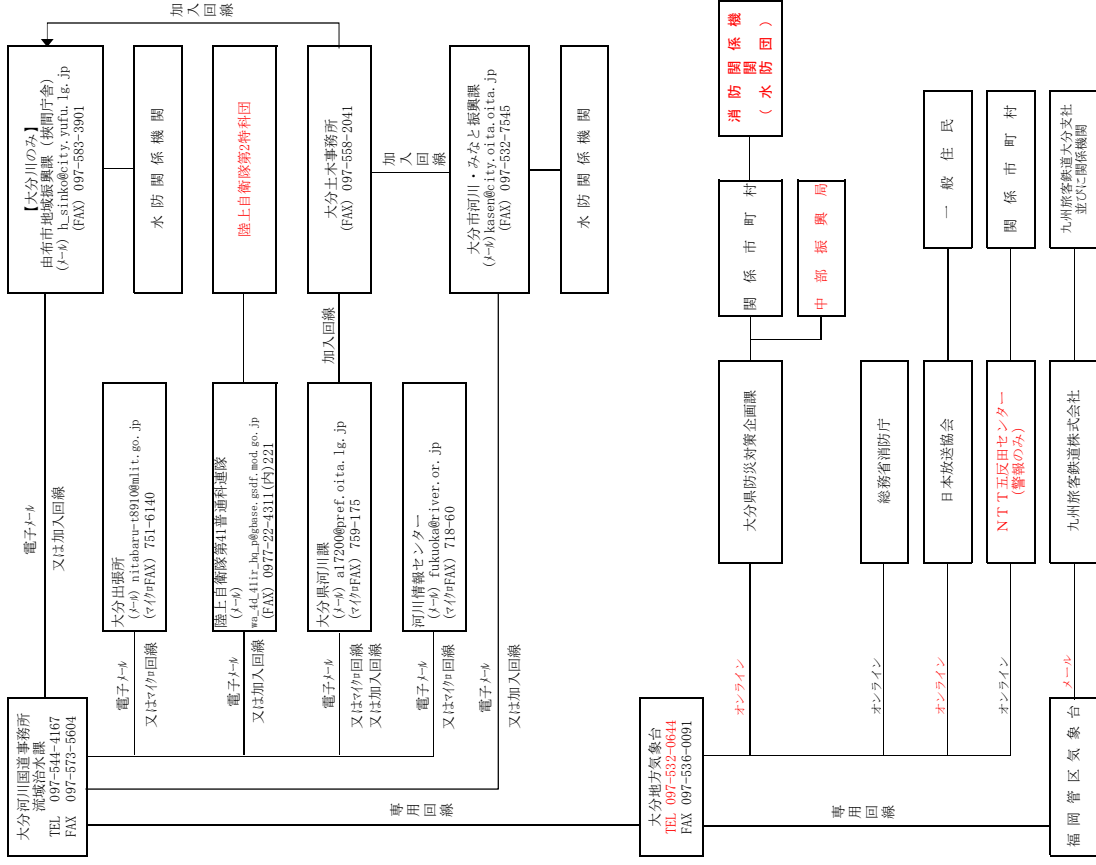 加入回線
【大分川のみ】
由布市地域振興課（挾間庁舎）
(ﾒｰﾙ) h_sinko@city.yufu.lg.jp
(FAX) 097-583-3901
水防関係機関
陸上自衛隊第2特科団
大分土木事務所
(FAX) 097-558-2041
加入回線
大分市河川・みなと振興課
(ﾒｰﾙ)kasen@city.oita.oita.jp
(FAX) 097-532-7545
水防関係機関
電子ﾒｰﾙ
又は加入回線
大分出張所
(ﾒｰﾙ) nitabaru-t8910@mlit.go.jp
(ﾏｲｸﾛFAX) 751-6140
陸上自衛隊第41普通科連隊
(ﾒｰﾙ)
wa_4d_41ir_hq_p@gbase.gsdf.mod.go.jp
(FAX) 0977-22-4311(内)221
大分県河川課
(ﾒｰﾙ) a17200@pref.oita.lg.jp
(ﾏｲｸﾛFAX) 759-175
加入回線
河川情報センター
(ﾒｰﾙ) fukuoka@river.or.jp
(ﾏｲｸﾛFAX) 718-60
電子ﾒｰﾙ
又はﾏｲｸﾛ回線
電子ﾒｰﾙ
又は加入回線
電子ﾒｰﾙ
又はﾏｲｸﾛ回線
又は加入回線
電子ﾒｰﾙ
又はﾏｲｸﾛ回線
電子ﾒｰﾙ
又は加入回線
大分河川国道事務所
流域治水課
TEL 097-544-4167
FAX 097-573-5604
専用回線
大分地方気象台
TEL 097-532-0644
FAX 097-536-0091
専用回線
福岡管区気象台
オンライン
大分県防災対策企画課
関係市町村
消防関係機関
（水防団）
中部振興局
オンライン
総務省消防庁
オンライン
日本放送協会
一般住民
オンライン
ＮＴＴ五反田センター
(警報のみ)
関係市町村
メール
九州旅客鉄道株式会社
九州旅客鉄道大分支社
並びに関係機関